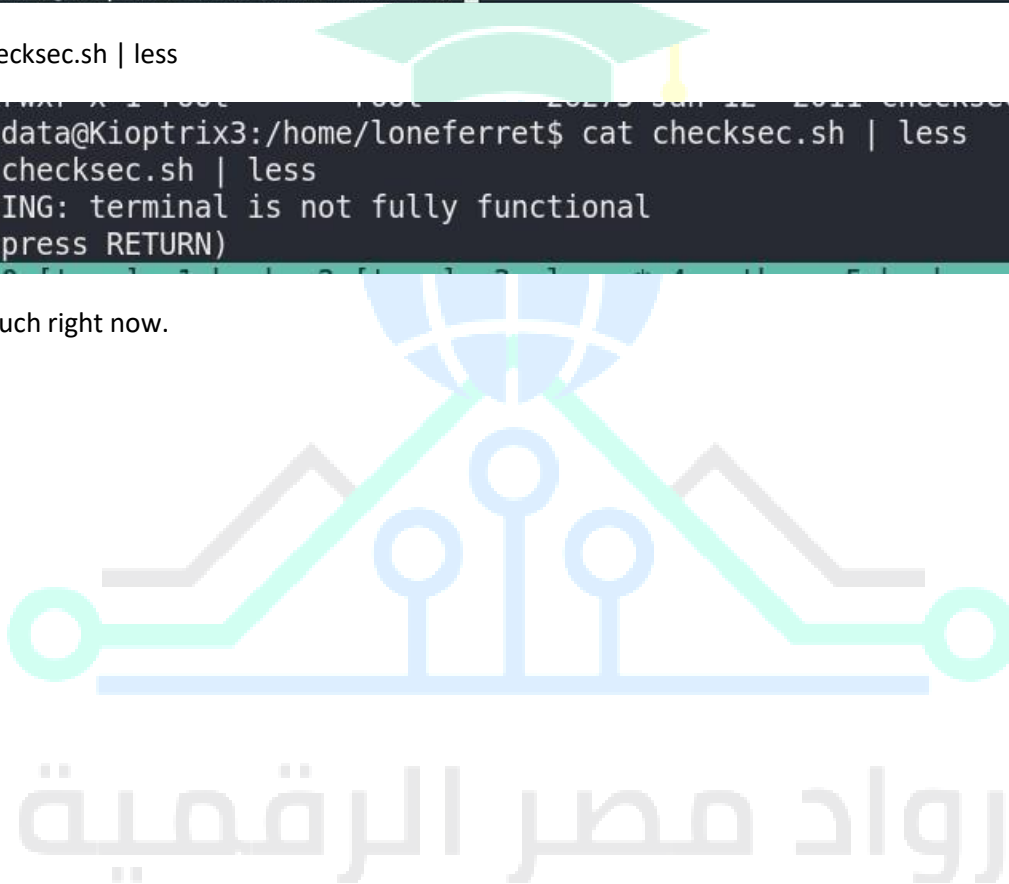 ecksec.sh | less
data@Kioptrix3:/home/loneferret$ cat checksec.sh | less
checksec.sh | less
ING: terminal is not fully functional
press RETURN)
uch right now.
رواد مصر الرقمية